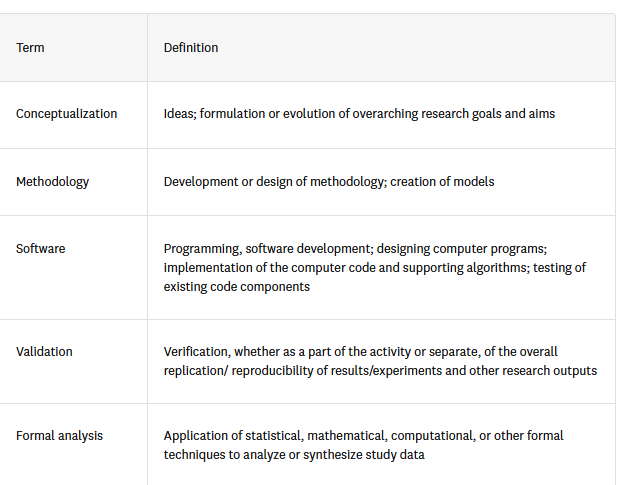 Term
Definition
Conceptualization
Ideas; formulation or evolution of overarching research goals and aims
Methodology
Development or design of methodology; creation of models
Software
Programming, software development; designing computer programs;
implementation of the computer code and supporting algorithms; testing of
existing code components
Validation
Verification, whether as a part of the activity or separate, of the overall
replication/ reproducibility of results/experiments and other research outputs
Formal analysis
Application of statistical, mathematical, computational, or other formal
techniques to analyze or synthesize study data